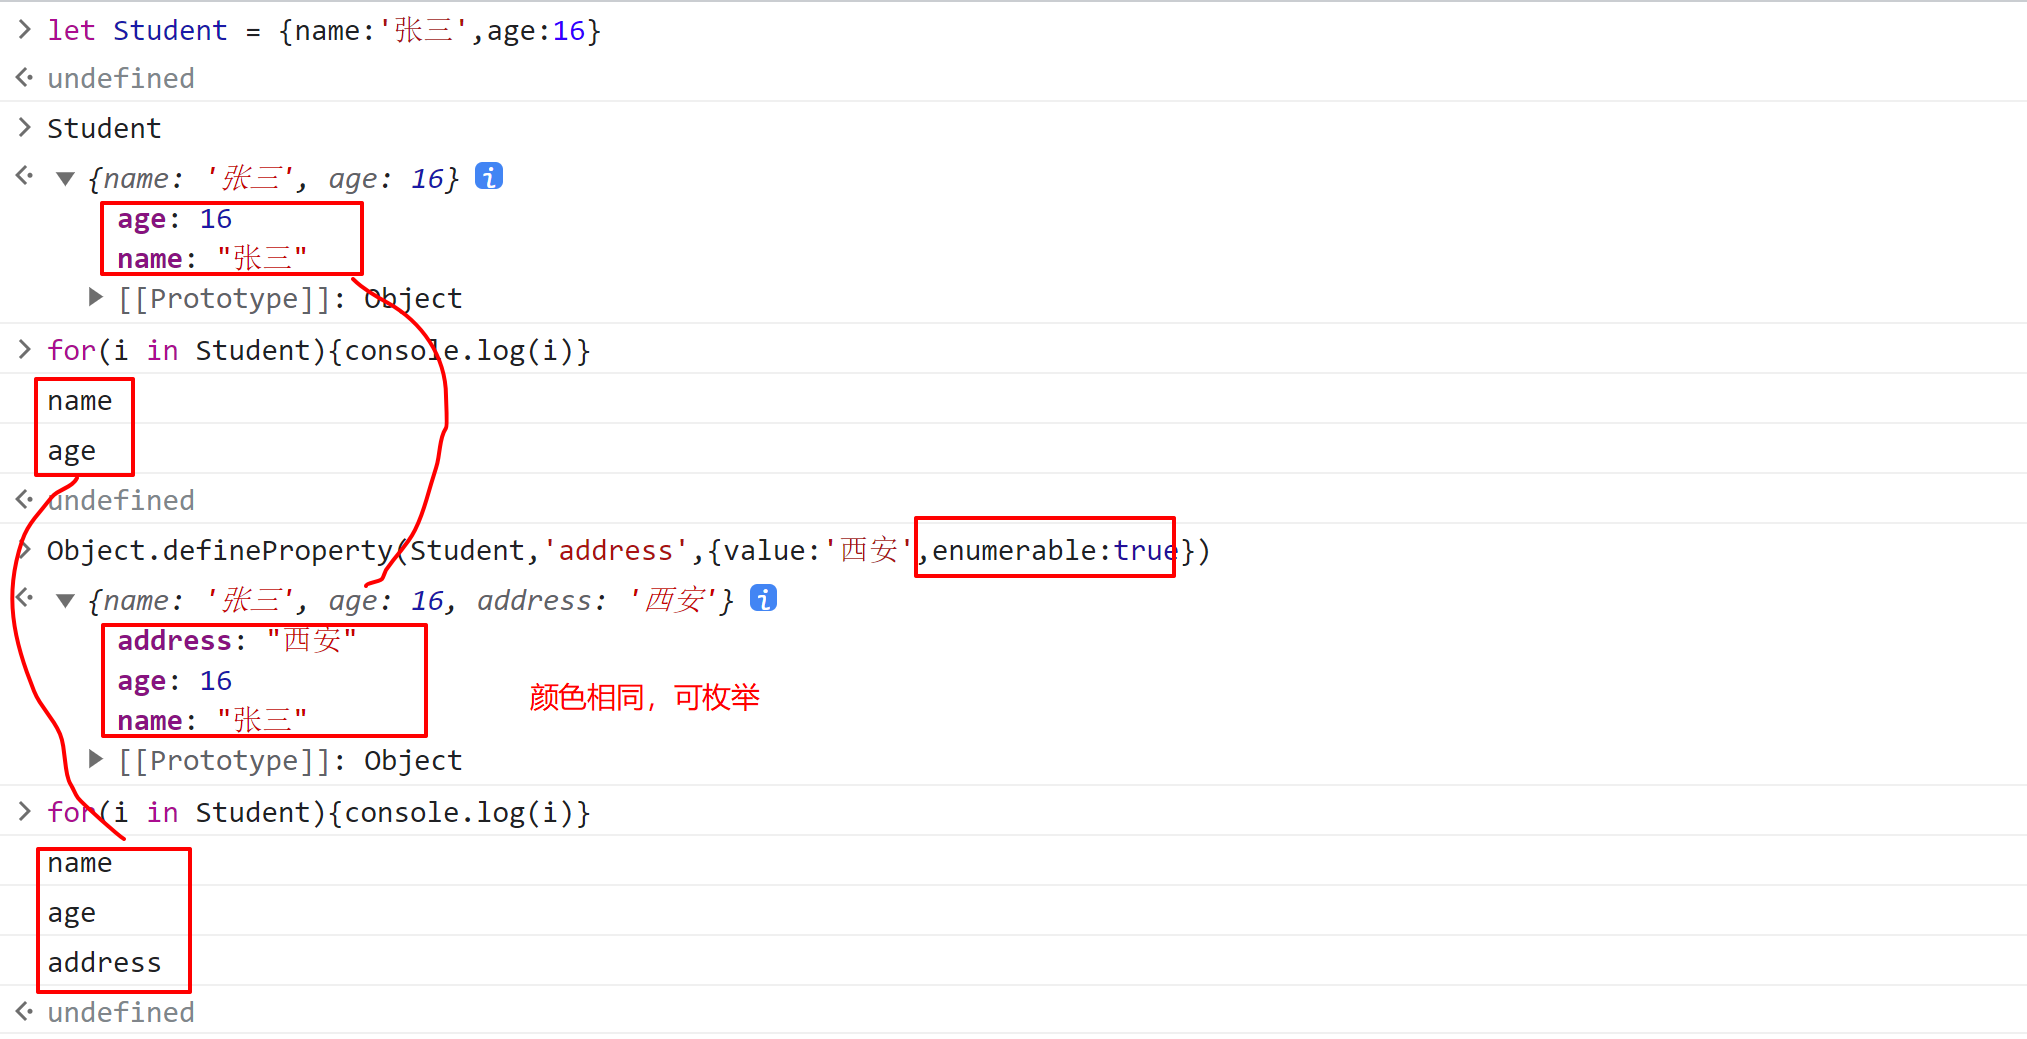 let Student = {name:'张三',age:16}
undefined
Student
{name: '张三', age: 16}
age: 16
name: "张三"
[[Prototype]]: Object
for(i in Student){console.log(i)}
name
age
undefined
Object.defineProperty(Student,'address',{value:'西安',enumerable:true})
{name: '张三', age: 16, address: '西安'}
address: "西安"
age: 16
颜色相同，可枚举
name: "张三"
[[Prototype]]: Object
for(i in Student){console.log(i)}
name
age
address
undefined